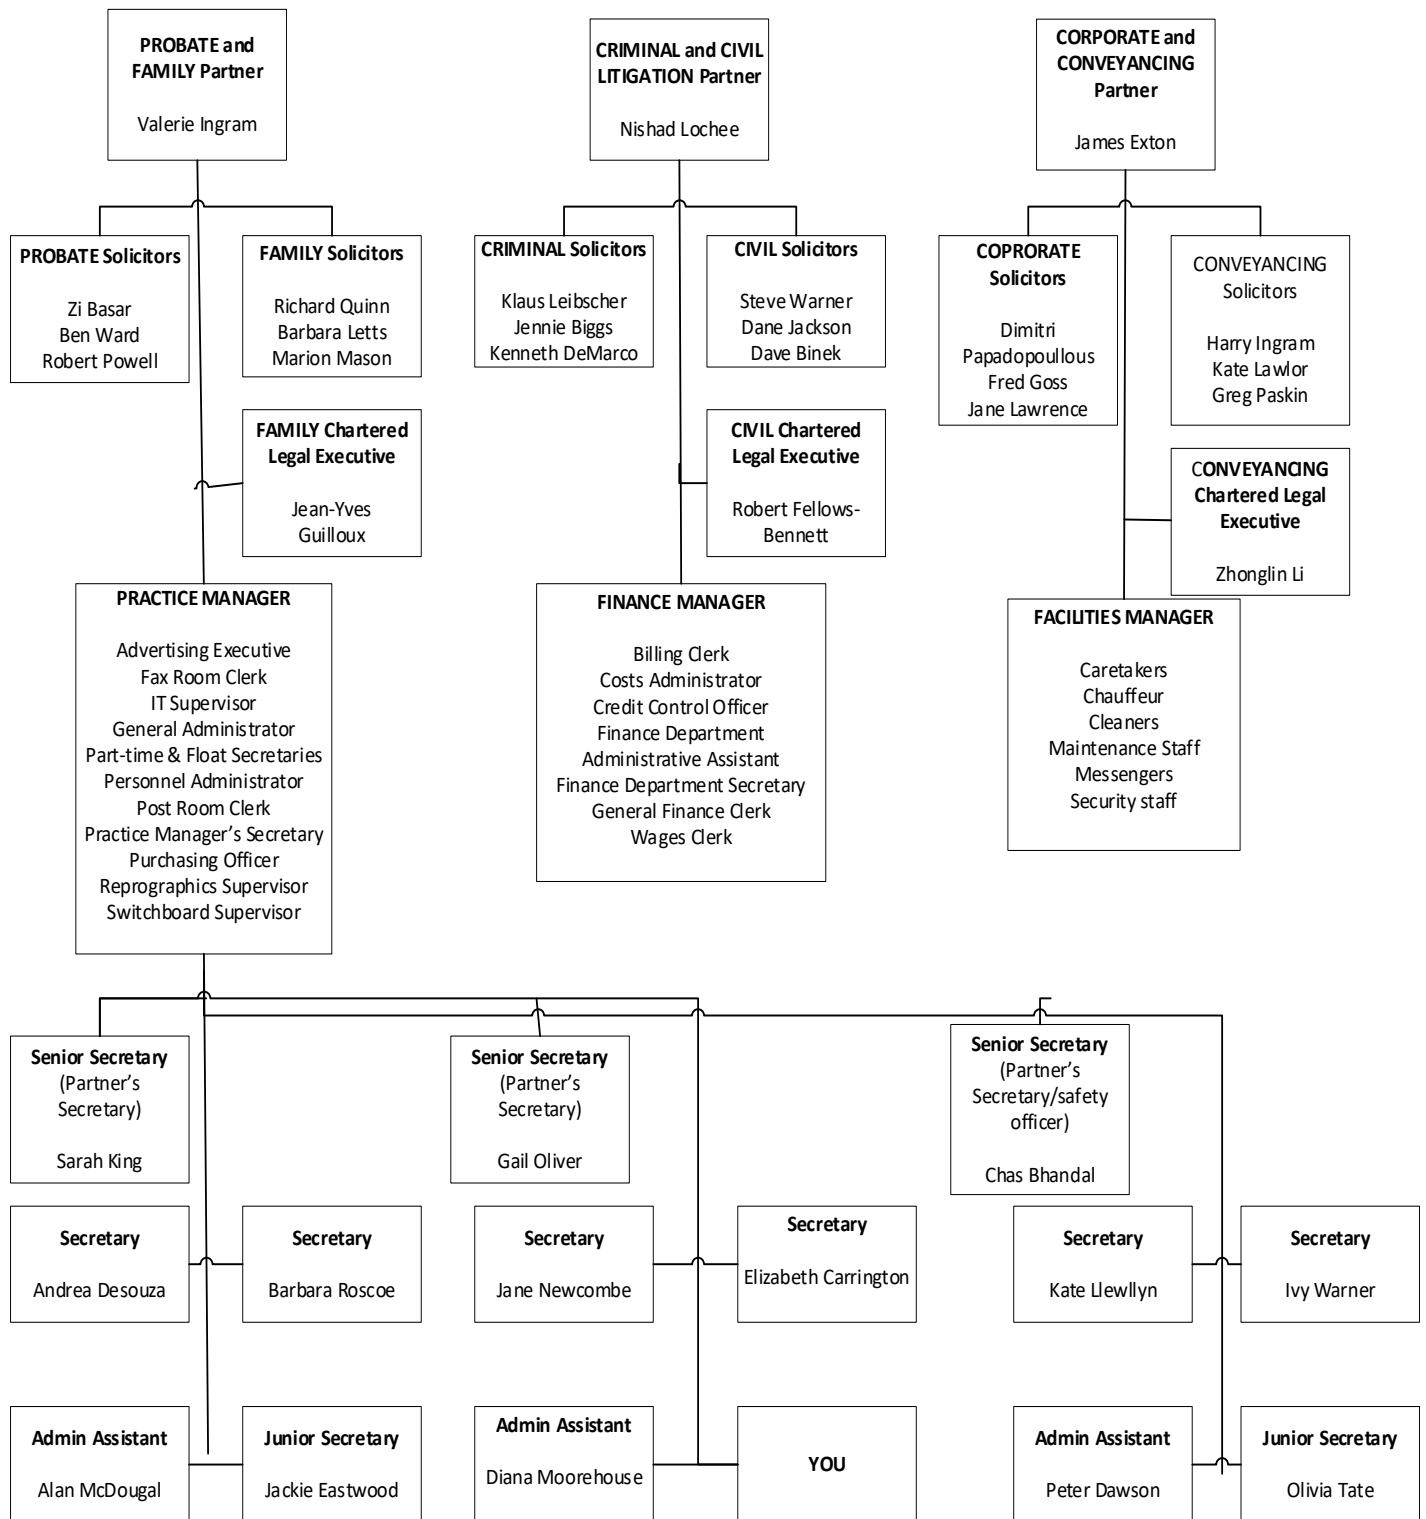 PROBATE and
FAMILY Partner
Valerie Ingram
CRIMINAL and CIVIL
LITIGATION Partner
Nishad Lochee
CORPORATE and
CONVEYANCING
Partner
James Exton
PROBATE Solicitors
Zi Basar
Ben Ward
Robert Powell
FAMILY Solicitors
Richard Quinn
Barbara Letts
Marion Mason
CRIMINAL Solicitors
Klaus Leibscher
Jennie Biggs
Kenneth DeMarco
CIVIL Solicitors
Steve Warner
Dane Jackson
Dave Binek
COPRORATE
Solicitors
Dimitri
Papadopoullous
Fred Goss
Jane Lawrence
CONVEYANCING
Solicitors
Harry Ingram
Kate Lawlor
Greg Paskin
FAMILY Chartered
Legal Executive
Jean-Yves
Guilloux
CIVIL Chartered
Legal Executive
Robert Fellows-
Bennett
CONVEYANCING
Chartered Legal
Executive
Zhonglin Li
PRACTICE MANAGER
Advertising Executive
Fax Room Clerk
IT Supervisor
General Administrator
Part-time & Float Secretaries
Personnel Administrator
Post Room Clerk
Practice Manager's Secretary
Purchasing Officer
Reprographics Supervisor
Switchboard Supervisor
FINANCE MANAGER
Billing Clerk
Costs Administrator
Credit Control Officer
Finance Department
Administrative Assistant
Finance Department Secretary
General Finance Clerk
Wages Clerk
FACILITIES MANAGER
Caretakers
Chauffeur
Cleaners
Maintenance Staff
Messengers
Security staff
Senior Secretary
(Partner's
Secretary)
Sarah King
Senior Secretary
(Partner's
Secretary)
Gail Oliver
Senior Secretary
(Partner's
Secretary/safety
officer)
Chas Bhandal
Secretary
Andrea Desouza
Secretary
Barbara Roscoe
Secretary
Jane Newcombe
Secretary
Elizabeth Carrington
Secretary
Kate Llewllyn
Secretary
Ivy Warner
Admin Assistant
Alan McDougal
Junior Secretary
Jackie Eastwood
Admin Assistant
Diana Moorehouse
YOU
Admin Assistant
Peter Dawson
Junior Secretary
Olivia Tate